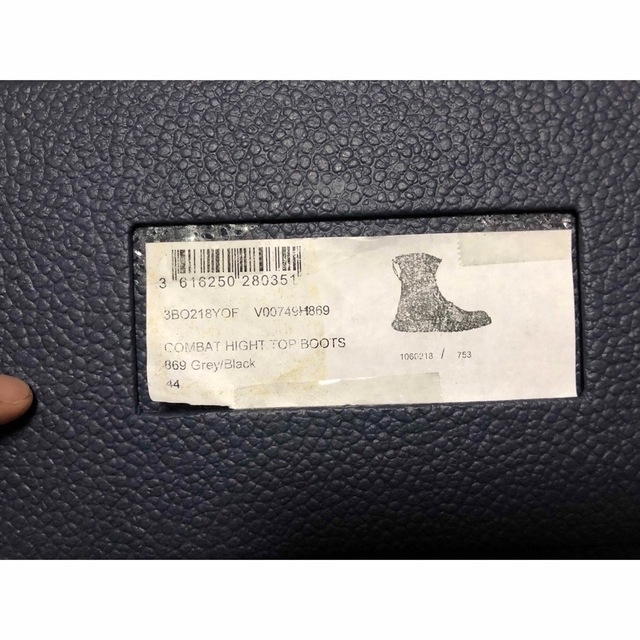 3 616250 280351
3BO218YOF V00749H869
COMBAT HIGHT TOP BOOTS
869 Grey/Black
44
1060218 / 753